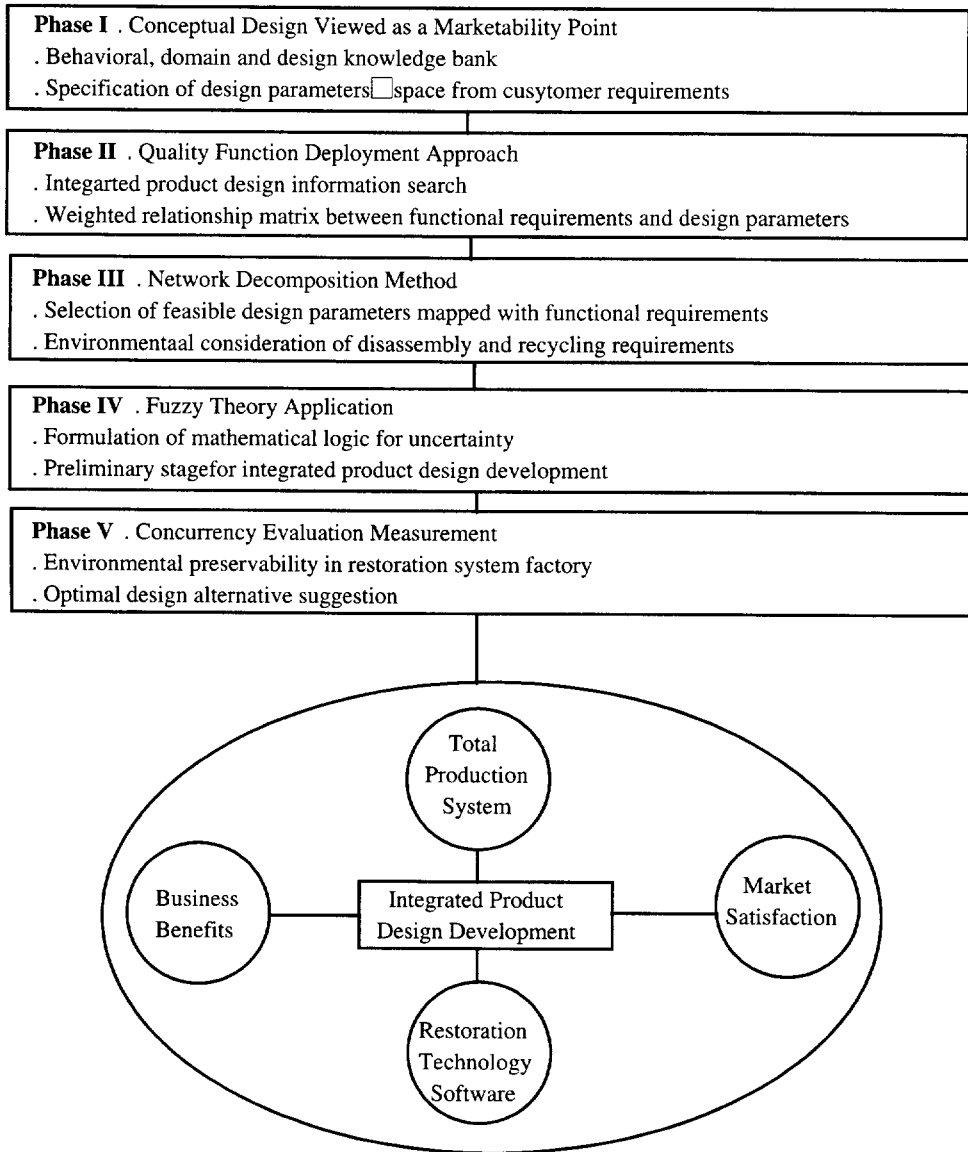 Phase I . Conceptual Design Viewed as a Marketability Point
. Behavioral, domain and design knowledge bank
. Specification of design parameters□space from cusytomer requirements
Phase II . Quality Function Deployment Approach
. Integarted product design information search
. Weighted relationship matrix between functional requirements and design parameters
Phase III . Network Decomposition Method
. Selection of feasible design parameters mapped with functional requirements
. Environmentaal consideration of disassembly and recycling requirements
Phase IV . Fuzzy Theory Application
. Formulation of mathematical logic for uncertainty
. Preliminary stagefor integrated product design development
Phase V . Concurrency Evaluation Measurement
. Environmental preservability in restoration system factory
. Optimal design alternative suggestion
Total
Production
System
Business
Benefits
Integrated Product
Design Development
Market
Satisfaction
Restoration
Technology
Software